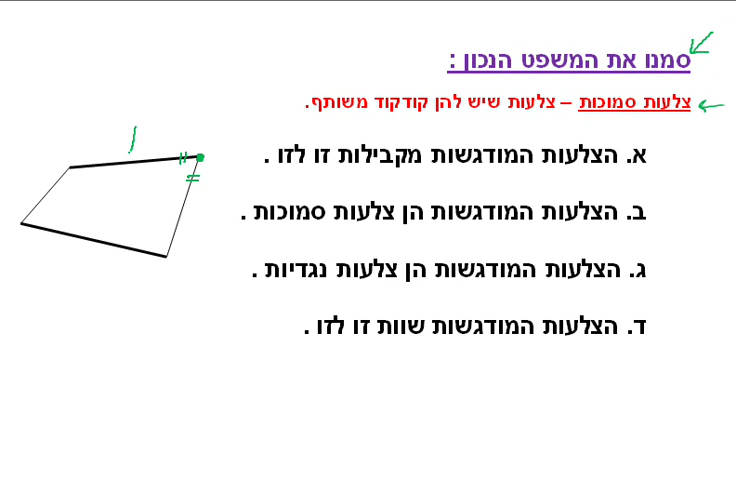 סמנו את המשפט הנכון :
צלעות סמוכות – צלעות שיש להן קודקוד משותף.
א. הצלעות המודגשות מקבילות זו לזו .
ב. הצלעות המודגשות הן צלעות סמוכות .
ג. הצלעות המודגשות הן צלעות נגדיות .
ד. הצלעות המודגשות שוות זו לזו .